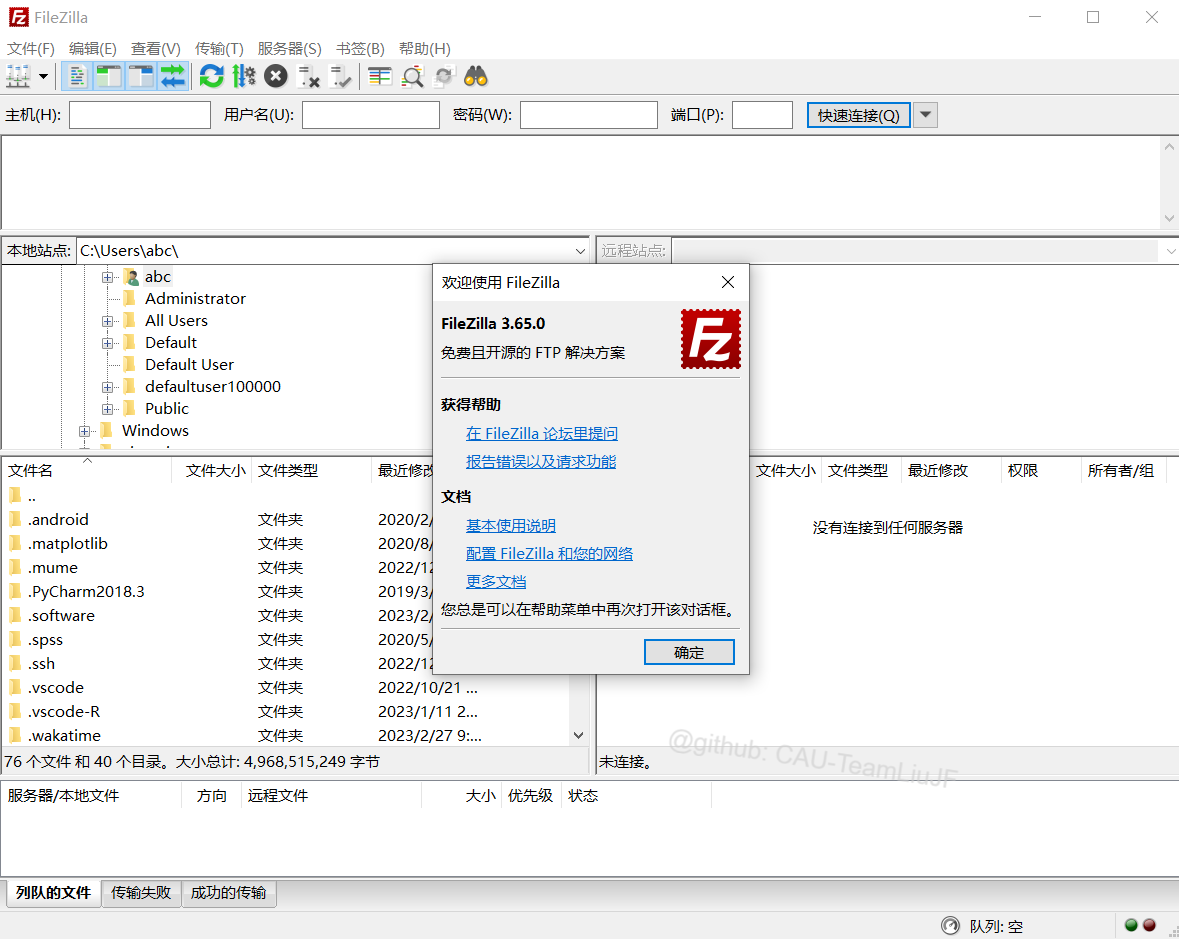 FileZilla
文件(F) 编辑(E) 查看(V) 传输(T) 服务器(S) 书签(B) 帮助(H)
主机(H): 用户名(U): 密码(W): 端口(P): 快速连接(Q)
本地站点: C:\Users\abc\
远程站点:
abc
Administrator
All Users
Default
Default User
defaultuser100000
Public
Windows
文件名 文件大小 文件类型 最近修改
..
.android 文件夹 2020/2/
.matplotlib 文件夹 2020/8/
.mume 文件夹 2022/12
.PyCharm2018.3 文件夹 2019/3/
.software 文件夹 2023/2/
.spss 文件夹 2020/5/
.ssh 文件夹 2022/12
.vscode 文件夹 2022/10/21 ...
.vscode-R 文件夹 2023/1/11 2...
.wakatime 文件夹 2023/2/27 9:...
76 个文件 和 40 个目录。大小总计: 4,968,515,249 字节
欢迎使用 FileZilla
FileZilla 3.65.0
免费且开源的 FTP 解决方案
Fz
获得帮助
在 FileZilla 论坛里提问
报告错误以及请求功能
文档
基本使用说明
配置 FileZilla 和您的网络
更多文档
您总是可以在帮助菜单中再次打开该对话框。
确定
文件大小 文件类型 最近修改 权限 所有者/组
没有连接到任何服务器
未连接。
@github: CAU-TeamLiuJF
服务器/本地文件 方向 远程文件 大小 优先级 状态
列队的文件 传输失败 成功的传输
队列: 空